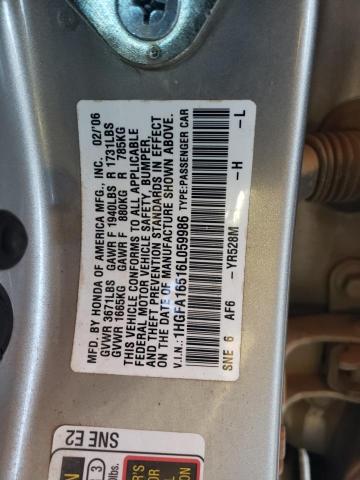 MFD. BY HONDA OF AMERICA MFG., INC. 02/'06
GVWR 3671LBS GAWR F 1940LBS R 1731LBS
GVWR 1665KG GAWR F 880KG R 785KG
THIS VEHICLE CONFORMS TO ALL APPLICABLE
FEDERAL MOTOR VEHICLE SAFETY, BUMPER,
AND THEFT PREVENTION STANDARDS IN EFFECT
ON THE DATE OF MANUFACTURE SHOWN ABOVE.
V.I.N.: 1HGFA16516L059986 TYPE:PASSENGER CAR
SNE 6 AF6 -YR528M -H -L
SNE E2